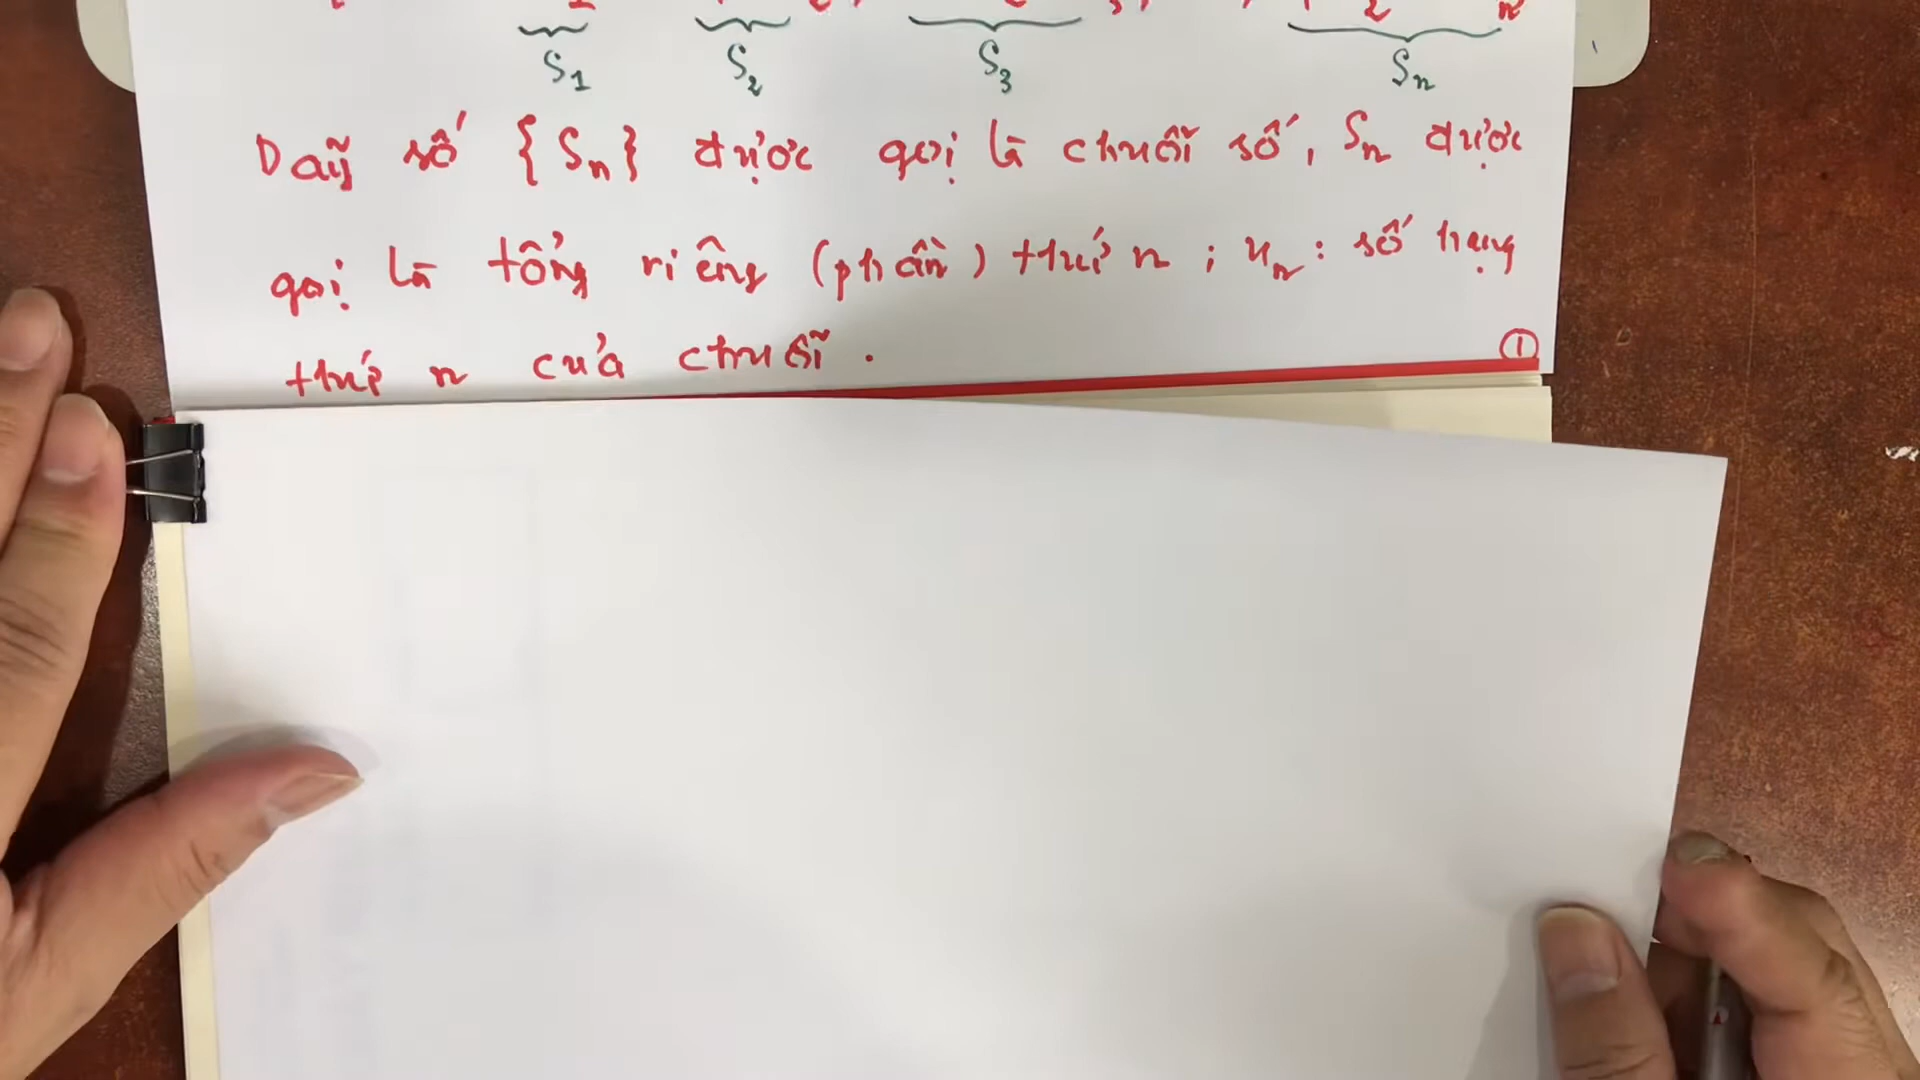 S₁ S₂ S₃ Sₙ
Dãy số {Sₙ} được gọi là chuỗi số, Sₙ được
gọi là tổng riêng (phần) thứ n ; uₙ : số hạng
thứ n của chuỗi .
①